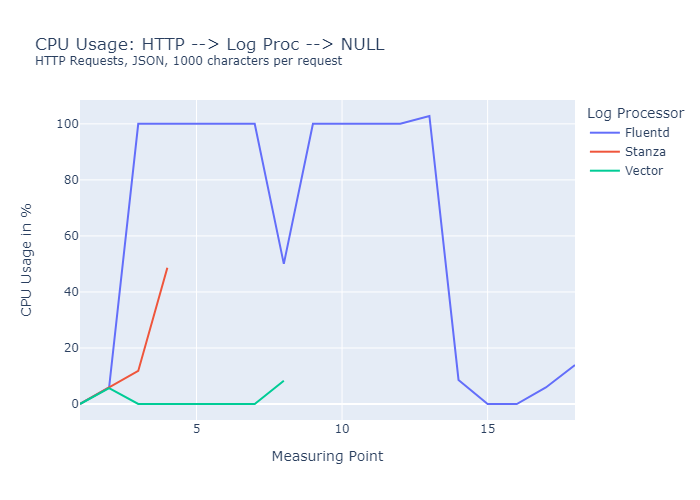 CPU Usage: HTTP --> Log Proc --> NULL
HTTP Requests, JSON, 1000 characters per request
Log Processor
Fluentd
Stanza
Vector
CPU Usage in %
100
80
60
40
20
0
5
10
15
Measuring Point